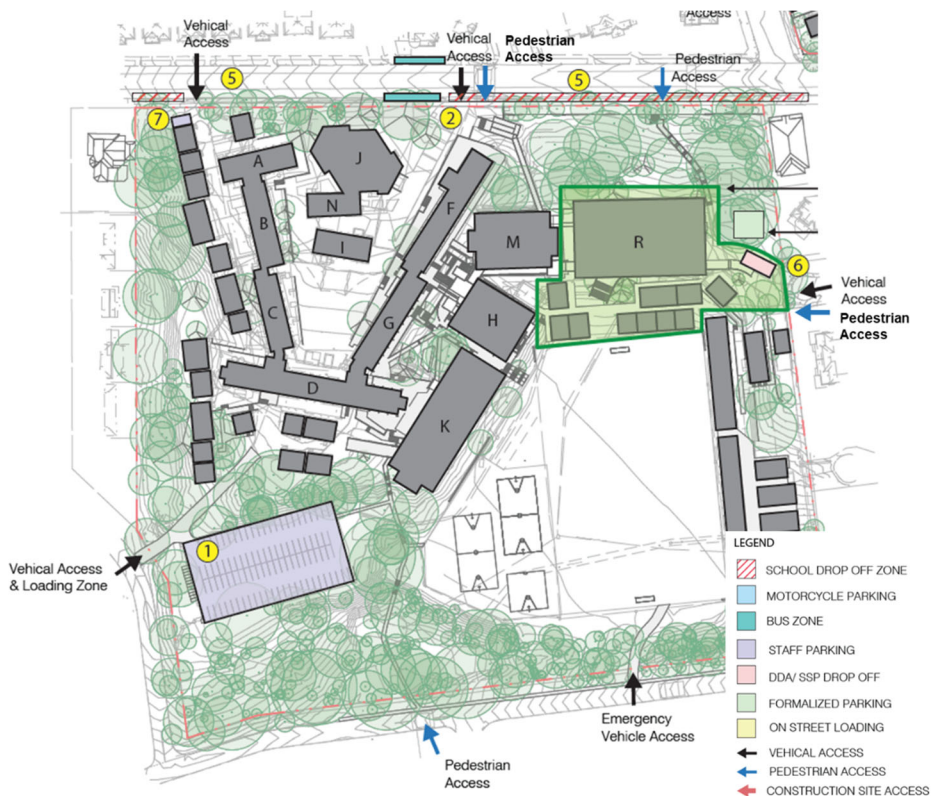 Vehical
Access
Vehical
Access
Pedestrian
Access
Pedestrian
Access
Access
5
5
7
2
A
J
B
N
I
F
M
R
6
Vehical
Access
Pedestrian
Access
C
G
H
D
K
1
Vehical Access
& Loading Zone
Pedestrian
Access
Emergency
Vehicle Access
LEGEND
SCHOOL DROP OFF ZONE
MOTORCYCLE PARKING
BUS ZONE
STAFF PARKING
DDA/ SSP DROP OFF
FORMALIZED PARKING
ON STREET LOADING
VEHICAL ACCESS
PEDESTRIAN ACCESS
CONSTRUCTION SITE ACCESS